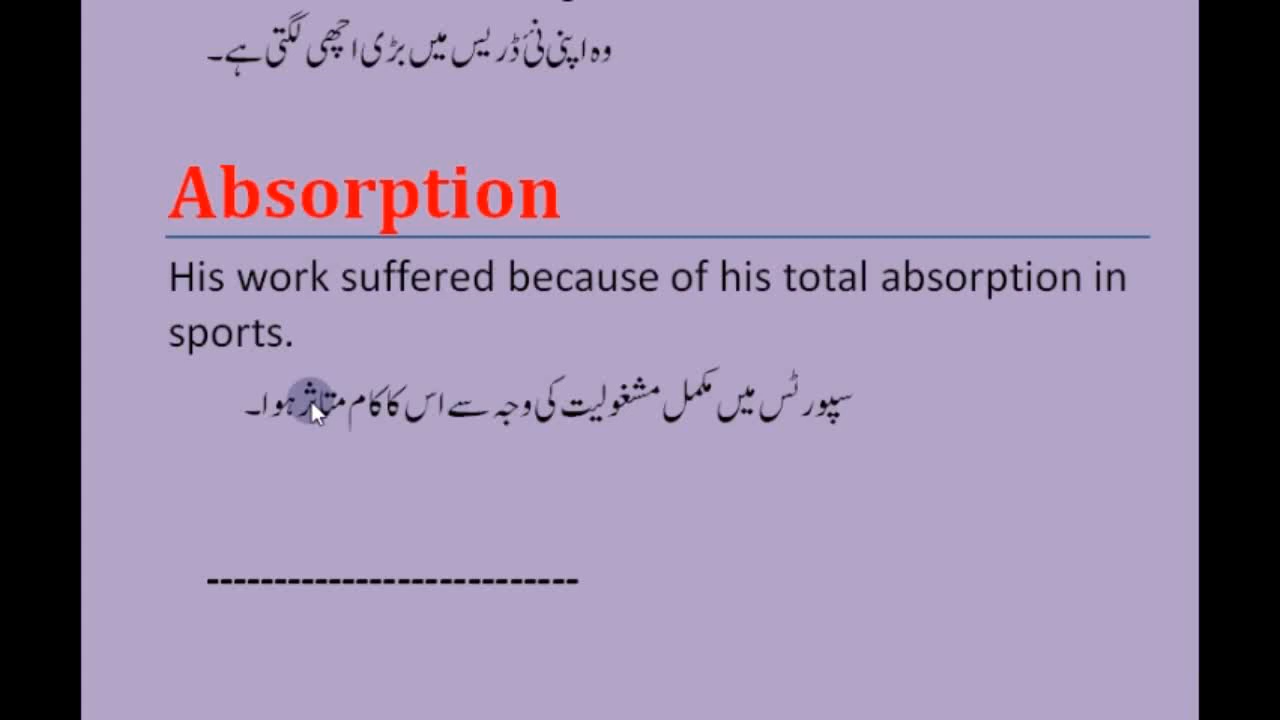 وہ اپنی نئ ڈریس میں بڑی اچھی لگتی ہے۔
Absorption
His work suffered because of his total absorption in
sports.
سپورٹس میں مکمل مشغولیت کی وجہ سے اس کا کام متاثر ہوا۔
---------------------------